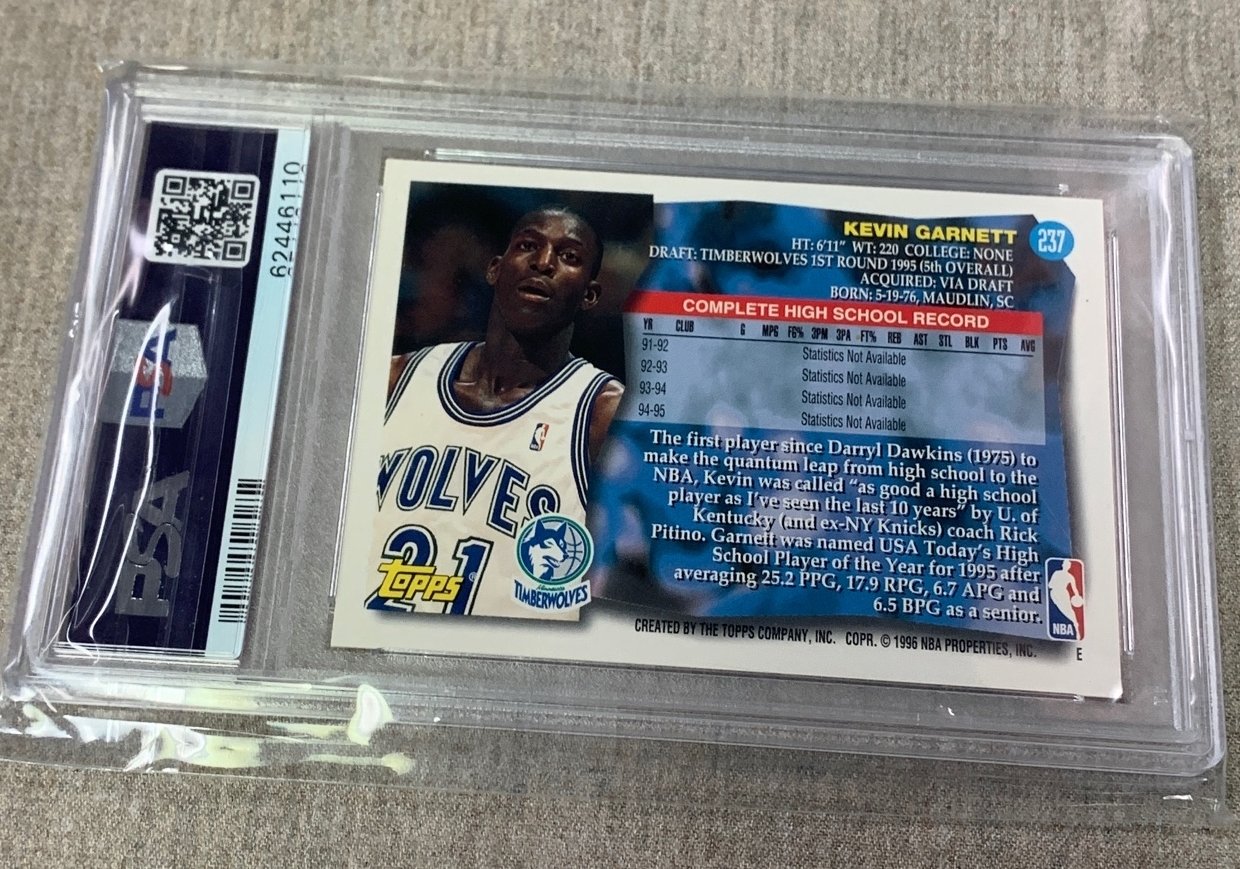 62446110
PSA
PSA
KEVIN GARNETT
237
HT: 6'11" WT: 220 COLLEGE: NONE
DRAFT: TIMBERWOLVES 1ST ROUND 1995 (5th OVERALL)
ACQUIRED: VIA DRAFT
BORN: 5-19-76, MAUDLIN, SC
COMPLETE HIGH SCHOOL RECORD
YR CLUB G MPG FG% 3PM 3PA FT% REB AST STL BLK PTS AVG
91-92 Statistics Not Available
92-93 Statistics Not Available
93-94 Statistics Not Available
94-95 Statistics Not Available
The first player since Darryl Dawkins (1975) to
make the quantum leap from high school to the
NBA, Kevin was called "as good a high school
player as I've seen the last 10 years" by U. of
Kentucky (and ex-NY Knicks) coach Rick
Pitino. Garnett was named USA Today's High
School Player of the Year for 1995 after
averaging 25.2 PPG, 17.9 RPG, 6.7 APG and
6.5 BPG as a senior.
WOLVES
21
TOPPS
TIMBERWOLVES
NBA
CREATED BY THE TOPPS COMPANY, INC. COPR. © 1996 NBA PROPERTIES, INC.
E